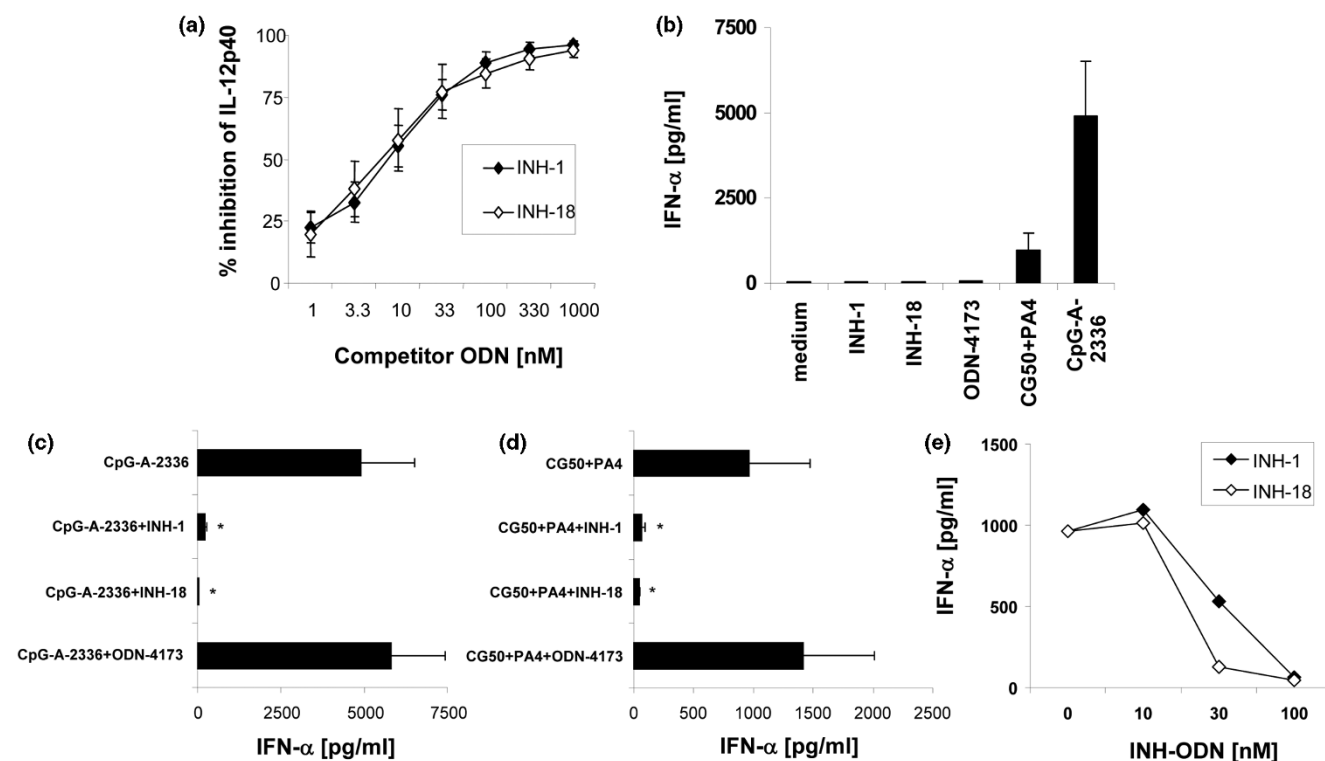 (a)
% inhibition of IL-12p40
100
75
50
25
0
1 3.3 10 33 100 330 1000
Competitor ODN [nM]
INH-1
INH-18
(b)
IFN-α [pg/ml]
7500
5000
2500
0
medium
INH-1
INH-18
ODN-4173
CG50+PA4
CpG-A-
2336
(c)
CpG-A-2336
CpG-A-2336+INH-1
*
CpG-A-2336+INH-18
*
CpG-A-2336+ODN-4173
0 2500 5000 7500
IFN-α [pg/ml]
(d)
CG50+PA4
CG50+PA4+INH-1
*
CG50+PA4+INH-18
*
CG50+PA4+ODN-4173
0 500 1000 1500 2000 2500
IFN-α [pg/ml]
(e)
IFN-α [pg/ml]
1500
1000
500
0
0 10 30 100
INH-ODN [nM]
INH-1
INH-18